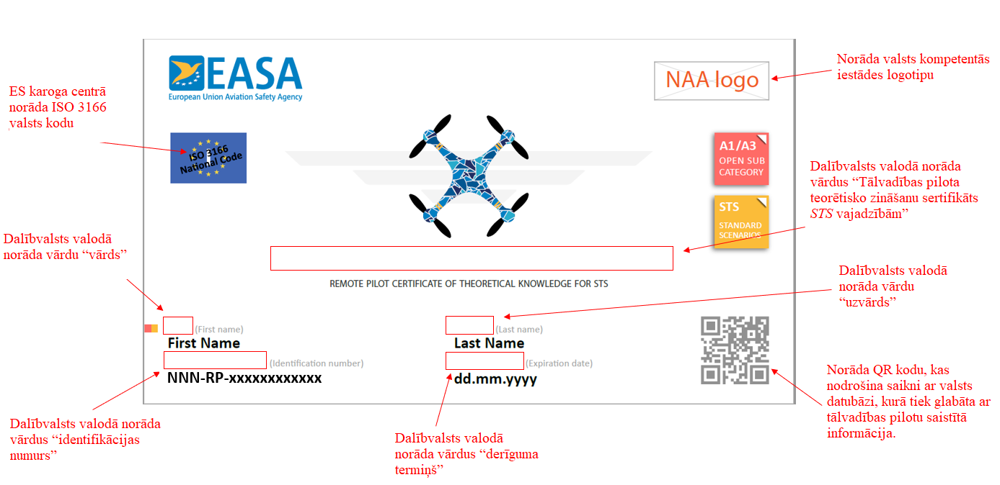 Norāda valsts kompetentās
iestādes logotipu
EASA
European Union Aviation Safety Agency
NAA logo
ES karoga centrā
norāda ISO 3166
valsts kodu
ISO 3166
National Code
A1/A3
OPEN SUB
CATEGORY
Dalībvalsts valodā norāda
vārdus “Tālvadības pilota
teorētisko zināšanu sertifikāts
STS vajadzībām”
STS
STANDARD
SCENARIOS
Dalībvalsts valodā
norāda vārdu “vārds”
REMOTE PILOT CERTIFICATE OF THEORETICAL KNOWLEDGE FOR STS
Dalībvalsts valodā
norāda vārdu
“uzvārds”
(First name)
First Name
(Last name)
Last Name
(Identification number)
NNN-RP-xxxxxxxxxxxx
(Expiration date)
dd.mm.yyyy
Norāda QR kodu, kas
nodrošina saikni ar valsts
datubāzi, kurā tiek glabāta ar
tālvadības pilotu saistītā
informācija.
Dalībvalsts valodā norāda
vārdus “identifikācijas
numurs”
Dalībvalsts valodā
norāda vārdus “derīguma
termiņš”